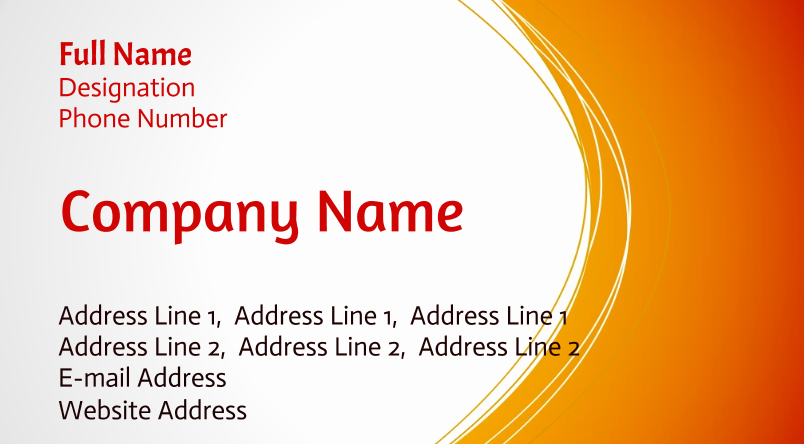 Full Name
Designation
Phone Number
Company Name
Address Line 1,  Address Line 1,  Address Line 1
Address Line 2,  Address Line 2,  Address Line 2
E-mail Address
Website Address